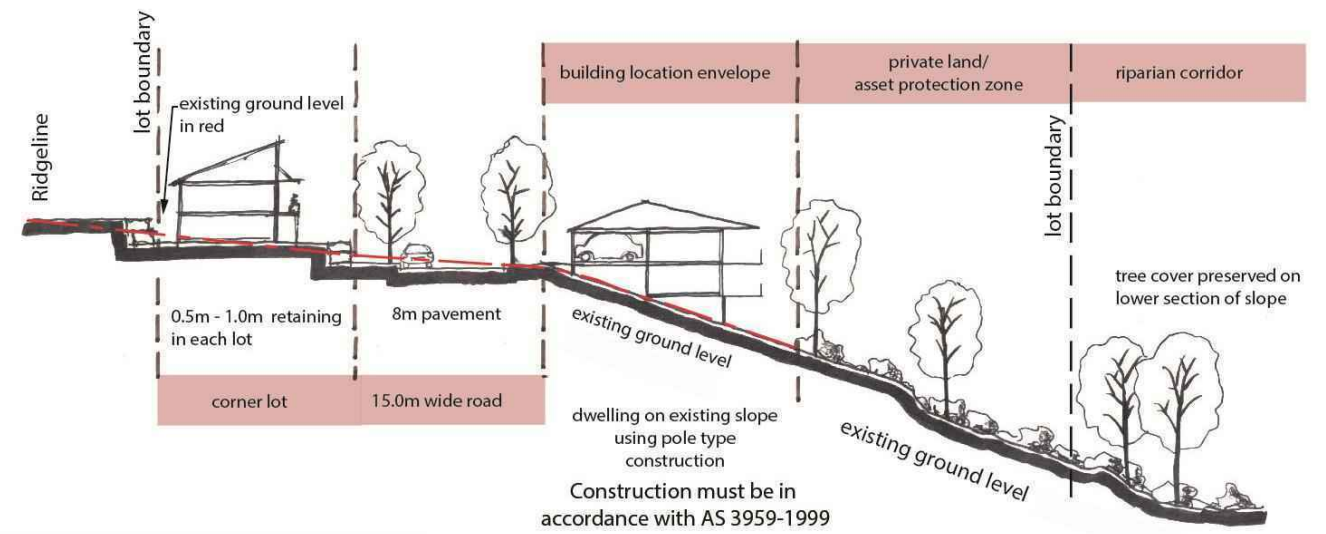 Ridgeline
lot boundary
existing ground level
in red
building location envelope
private land/
asset protection zone
riparian corridor
lot boundary
tree cover preserved on
lower section of slope
0.5m - 1.0m retaining
in each lot
8m pavement
existing ground level
corner lot
15.0m wide road
dwelling on existing slope
using pole type
construction
existing ground level
Construction must be in
accordance with AS 3959-1999